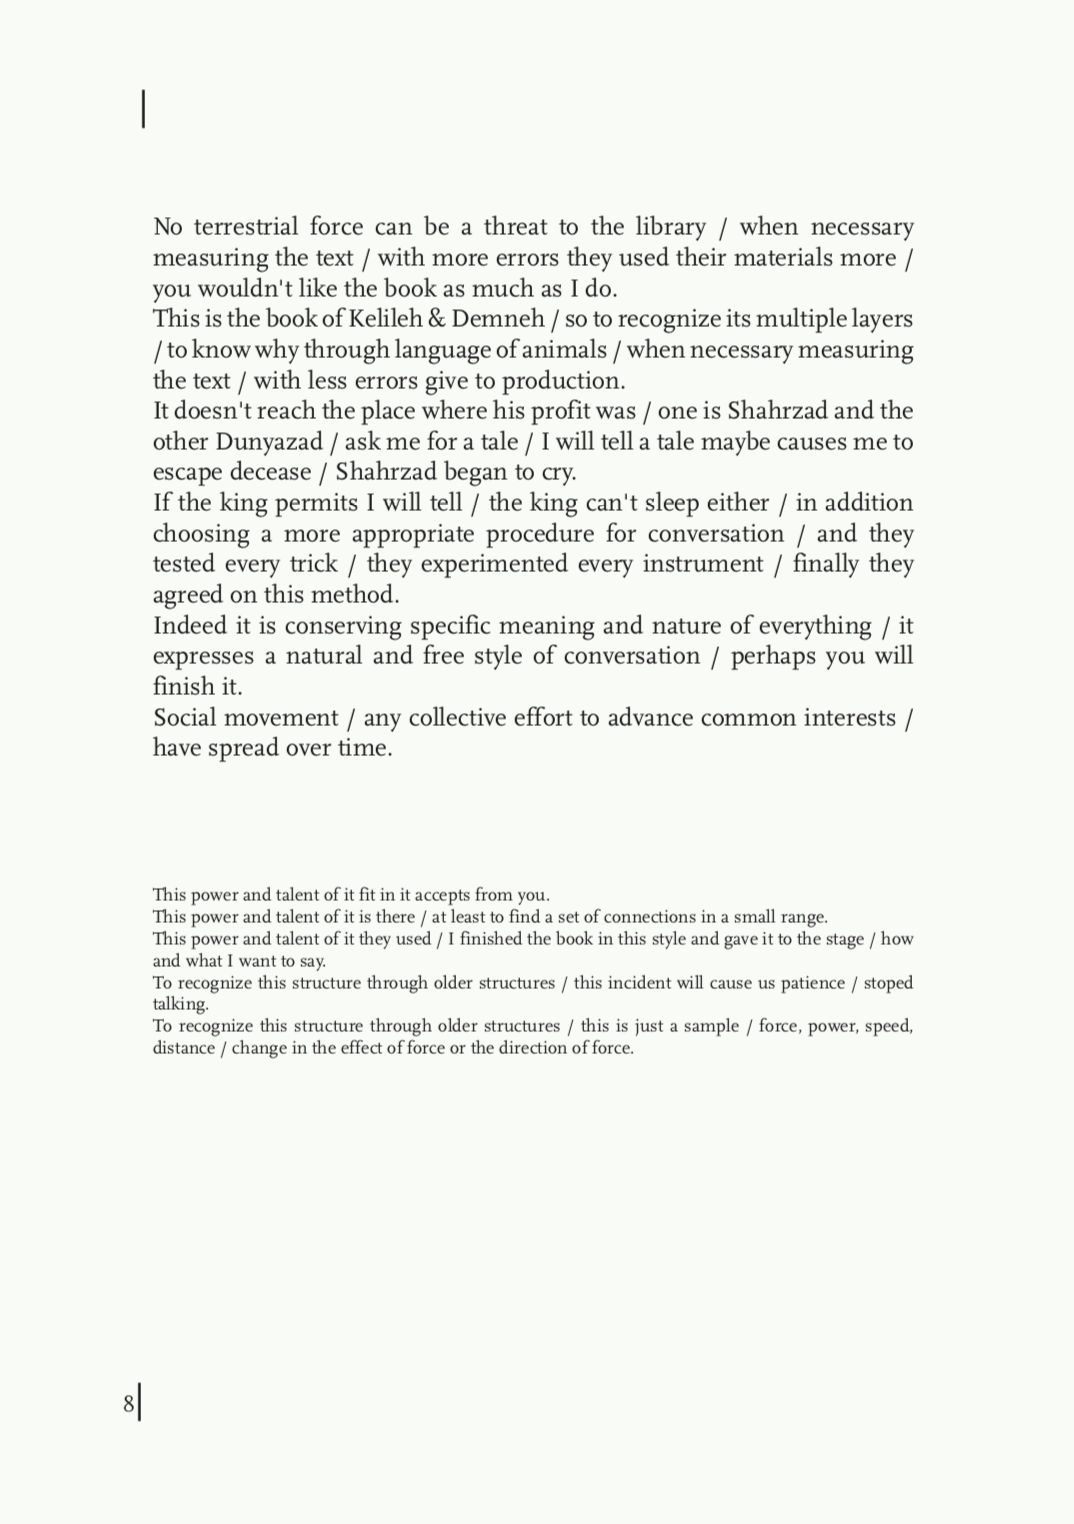 No terrestrial force can be a threat to the library / when necessary
measuring the text / with more errors they used their materials more /
you wouldn't like the book as much as I do.
This is the book of Kelileh & Demneh / so to recognize its multiple layers
/ to know why through language of animals / when necessary measuring
the text / with less errors give to production.
It doesn't reach the place where his profit was / one is Shahrzad and the
other Dunyazad / ask me for a tale / I will tell a tale maybe causes me to
escape decease / Shahrzad began to cry.
If the king permits I will tell / the king can't sleep either / in addition
choosing a more appropriate procedure for conversation / and they
tested every trick / they experimented every instrument / finally they
agreed on this method.
Indeed it is conserving specific meaning and nature of everything / it
expresses a natural and free style of conversation / perhaps you will
finish it.
Social movement / any collective effort to advance common interests /
have spread over time.
This power and talent of it fit in it accepts from you.
This power and talent of it is there / at least to find a set of connections in a small range.
This power and talent of it they used / I finished the book in this style and gave it to the stage / how
and what I want to say.
To recognize this structure through older structures / this incident will cause us patience / stoped
talking.
To recognize this structure through older structures / this is just a sample / force, power, speed,
distance / change in the effect of force or the direction of force.
8